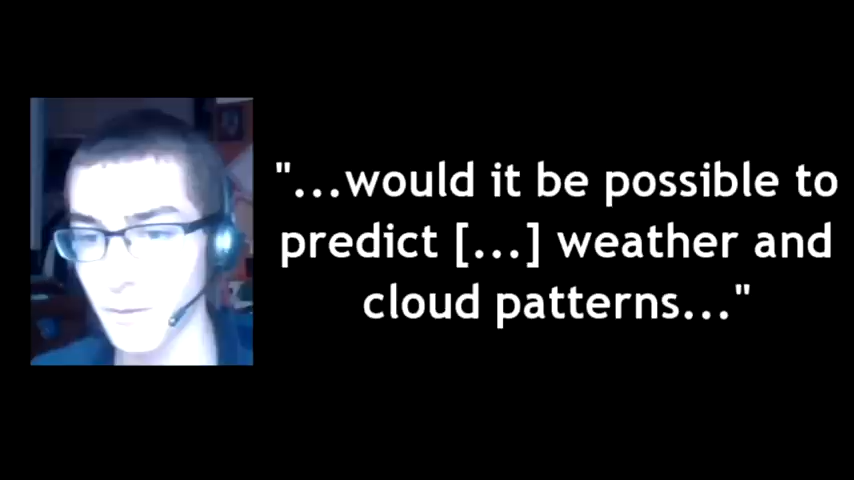 "...would it be possible to
predict [...] weather and
cloud patterns..."